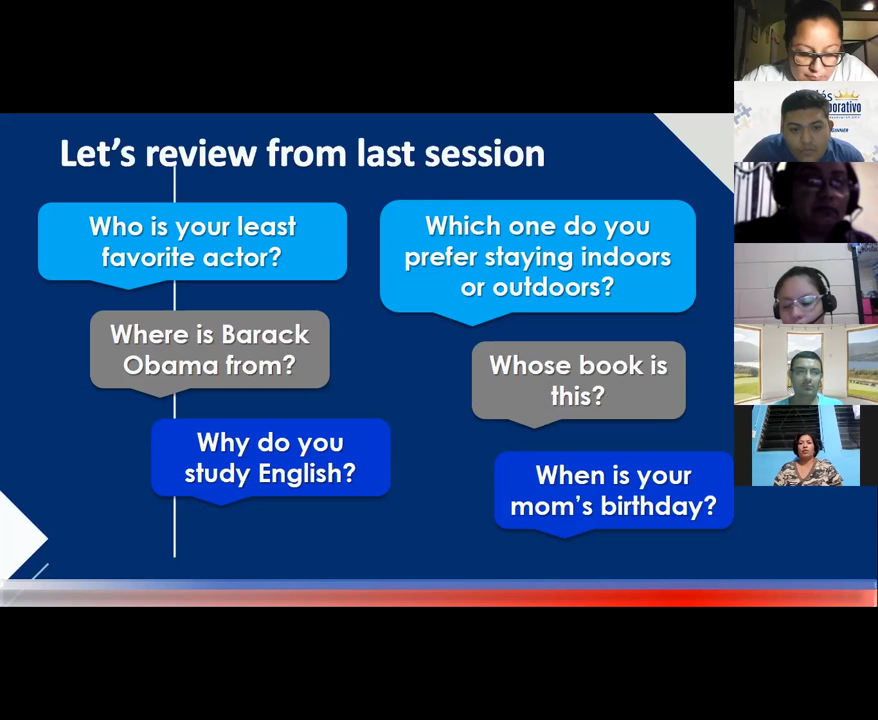 Let's review from last session
Who is your least
favorite actor?
Where is Barack
Obama from?
Why do you
study English?
Which one do you
prefer staying indoors
or outdoors?
Whose book is
this?
When is your
mom's birthday?